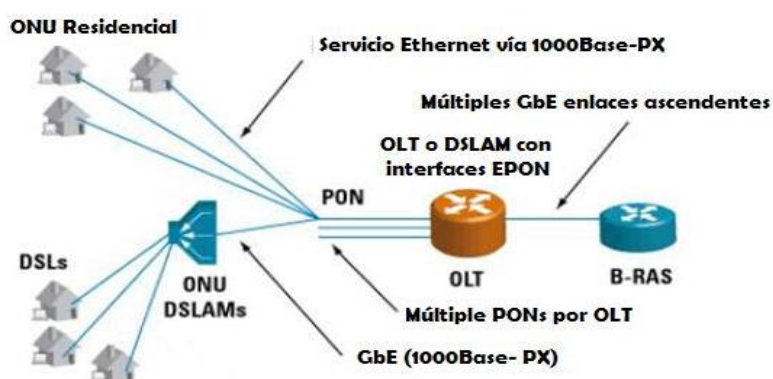 ONU Residencial
Servicio Ethernet vía 1000Base-PX
Múltiples GbE enlaces ascendentes
OLT o DSLAM con
interfaces EPON
PON
DSLs
ONU
DSLAMs
OLT
B-RAS
Múltiple PONs por OLT
GbE (1000Base- PX)